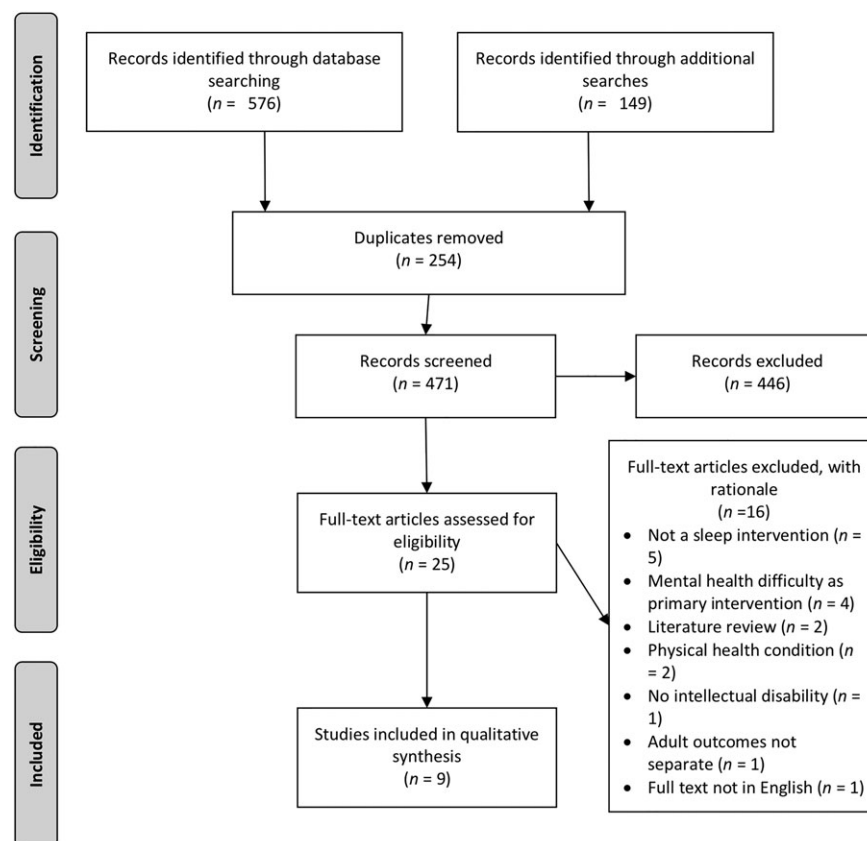 Identification
Records identified through database
searching
(n = 576)
Records identified through additional
searches
(n = 149)
Screening
Duplicates removed
(n = 254)
Records screened
(n = 471)
Records excluded
(n = 446)
Eligibility
Full-text articles assessed for
eligibility
(n = 25)
Full-text articles excluded, with
rationale
(n =16)
• Not a sleep intervention (n =
5)
• Mental health difficulty as
primary intervention (n = 4)
• Literature review (n = 2)
• Physical health condition (n
= 2)
• No intellectual disability (n =
1)
• Adult outcomes not
separate (n = 1)
• Full text not in English (n = 1)
Included
Studies included in qualitative
synthesis
(n = 9)